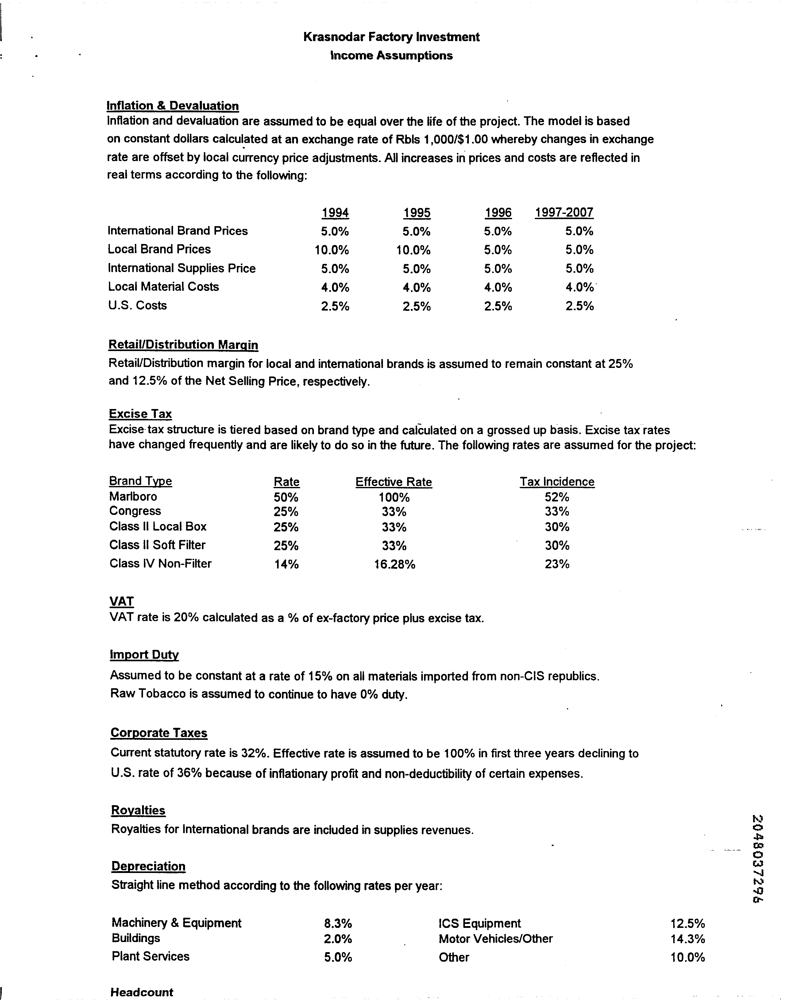 Krasnodar Factory Investment
Income Assumptions
Inflation & Devaluation
Inflation and devaluation are assumed to be equal over the life of the project. The model is based
on constant dollars calculated at an exchange rate of Rbls 1,000/$1.00 whereby changes in exchange
rate are offset by local currency price adjustments. All increases in prices and costs are reflected in
real terms according to the following:
1994 1995 1996 1997-2007
International Brand Prices 5.0% 5.0% 5.0% 5.0%
Local Brand Prices 10.0% 10.0% 5.0% 5.0%
International Supplies Price 5.0% 5.0% 5.0% 5.0%
Local Material Costs 4.0% 4.0% 4.0% 4.0%
U.S. Costs 2.5% 2.5% 2.5% 2.5%
Retail/Distribution Margin
Retail/Distribution margin for local and international brands is assumed to remain constant at 25%
and 12.5% of the Net Selling Price, respectively.
Excise Tax
Excise tax structure is tiered based on brand type and calculated on a grossed up basis. Excise tax rates
have changed frequently and are likely to do so in the future. The following rates are assumed for the project:
Brand Type Rate Effective Rate Tax Incidence
Marlboro 50% 100% 52%
Congress 25% 33% 33%
Class II Local Box 25% 33% 30%
Class II Soft Filter 25% 33% 30%
Class IV Non-Filter 14% 16.28% 23%
VAT
VAT rate is 20% calculated as a % of ex-factory price plus excise tax.
Import Duty
Assumed to be constant at a rate of 15% on all materials imported from non-CIS republics.
Raw Tobacco is assumed to continue to have 0% duty.
Corporate Taxes
Current statutory rate is 32%. Effective rate is assumed to be 100% in first three years declining to
U.S. rate of 36% because of inflationary profit and non-deductibility of certain expenses.
Royalties
Royalties for International brands are included in supplies revenues.
Depreciation
Straight line method according to the following rates per year:
Machinery & Equipment 8.3% ICS Equipment 12.5%
Buildings 2.0% Motor Vehicles/Other 14.3%
Plant Services 5.0% Other 10.0%
Headcount
2048037296